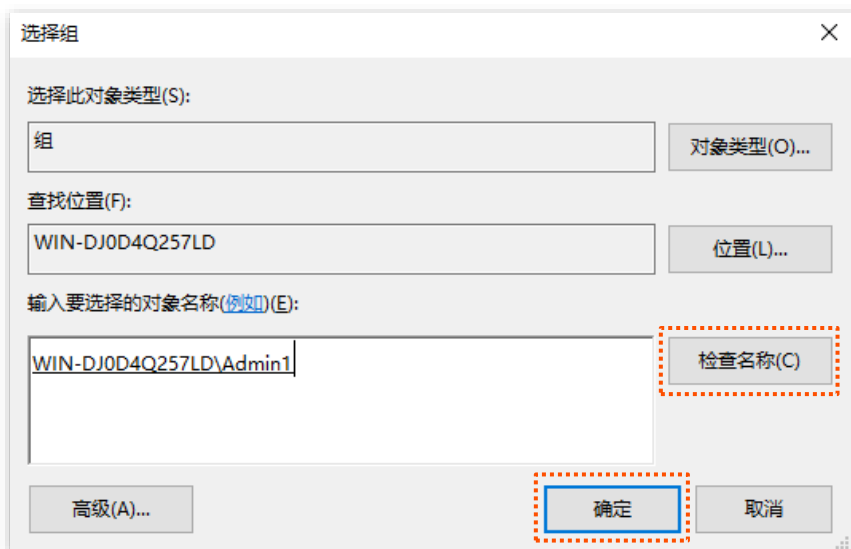 选择组
选择此对象类型(S):
组
对象类型(O)...
查找位置(F):
WIN-DJ0D4Q257LD
位置(L)...
输入要选择的对象名称(例如)(E):
WIN-DJ0D4Q257LD\Admin1
检查名称(C)
高级(A)...
确定
取消